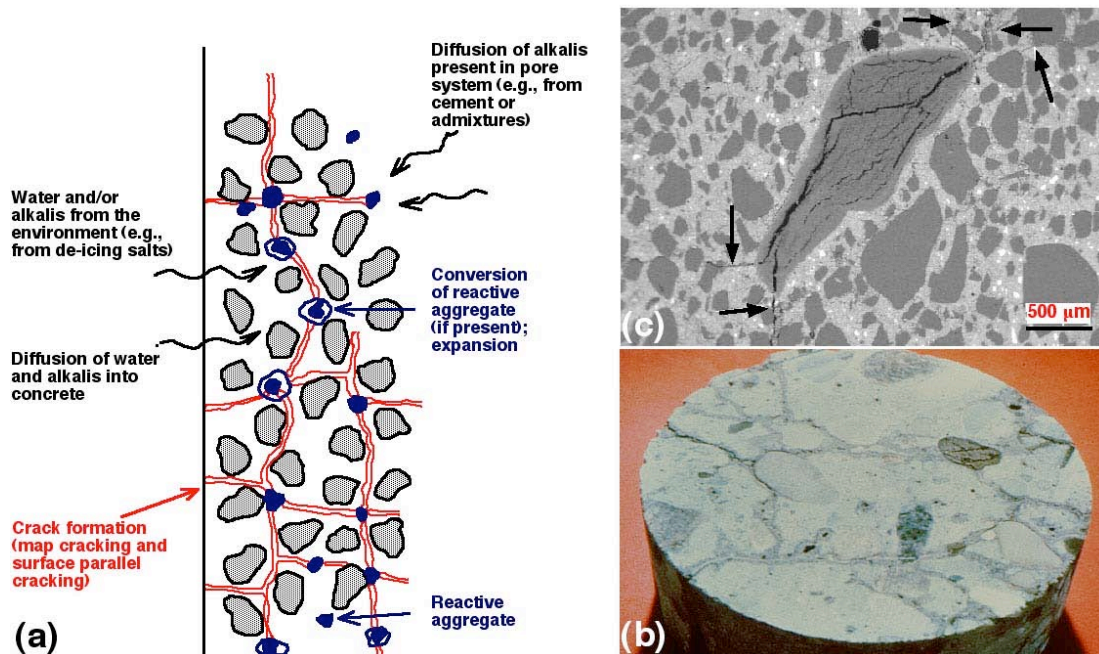 Diffusion of alkalis
present in pore
system (e.g., from
cement or
admixtures)
Water and/or
alkalis from the
environment (e.g.,
from de-icing salts)
Conversion
of reactive
aggregate
(if present);
expansion
Diffusion of water
and alkalis into
concrete
Crack formation
(map cracking and
surface parallel
cracking)
Reactive
aggregate
(a)
(c)
500 µm
(b)